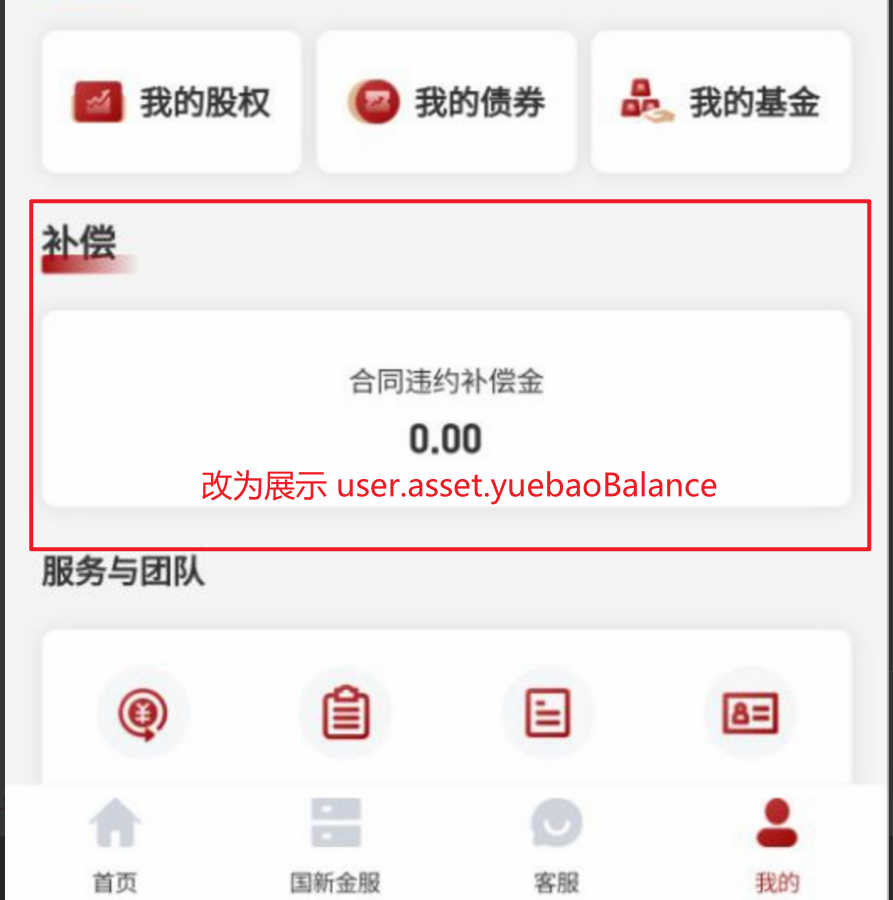 我的股权 我的债券 我的基金
补偿
合同违约补偿金
0.00
改为展示 user.asset.yuebaoBalance
服务与团队
首页 国新金服 客服 我的